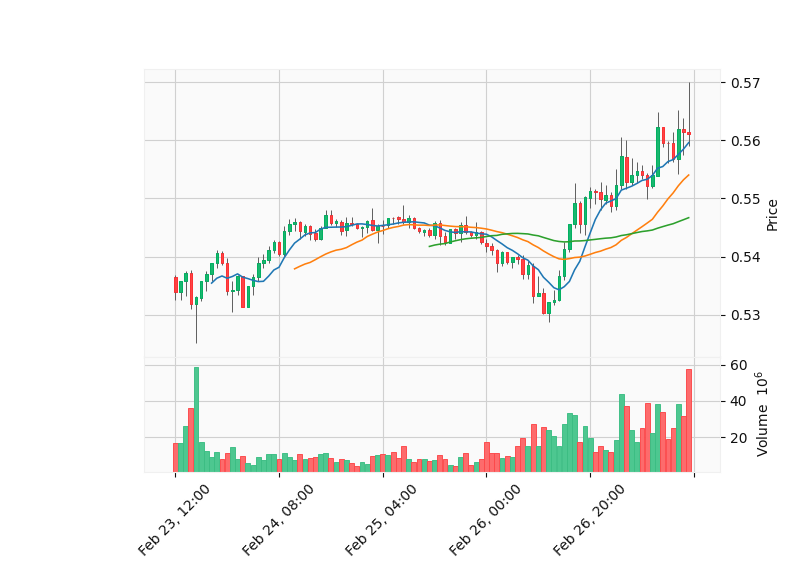 0.57
0.56
0.55
0.54
0.53
Price
60
40
20
Volume 10^6
Feb 23, 12:00
Feb 24, 08:00
Feb 25, 04:00
Feb 26, 00:00
Feb 26, 20:00